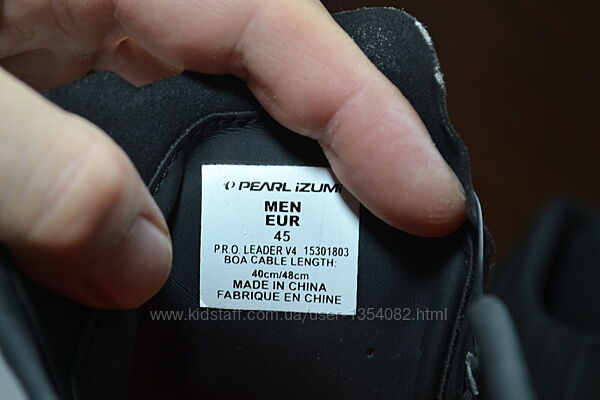 PEARL iZUMi
MEN
EUR
45
P.R.O. LEADER V4 15301803
BOA CABLE LENGTH:
40cm/48cm
MADE IN CHINA
FABRIQUE EN CHINE
www.kidstaff.com.ua/user-1354082.html